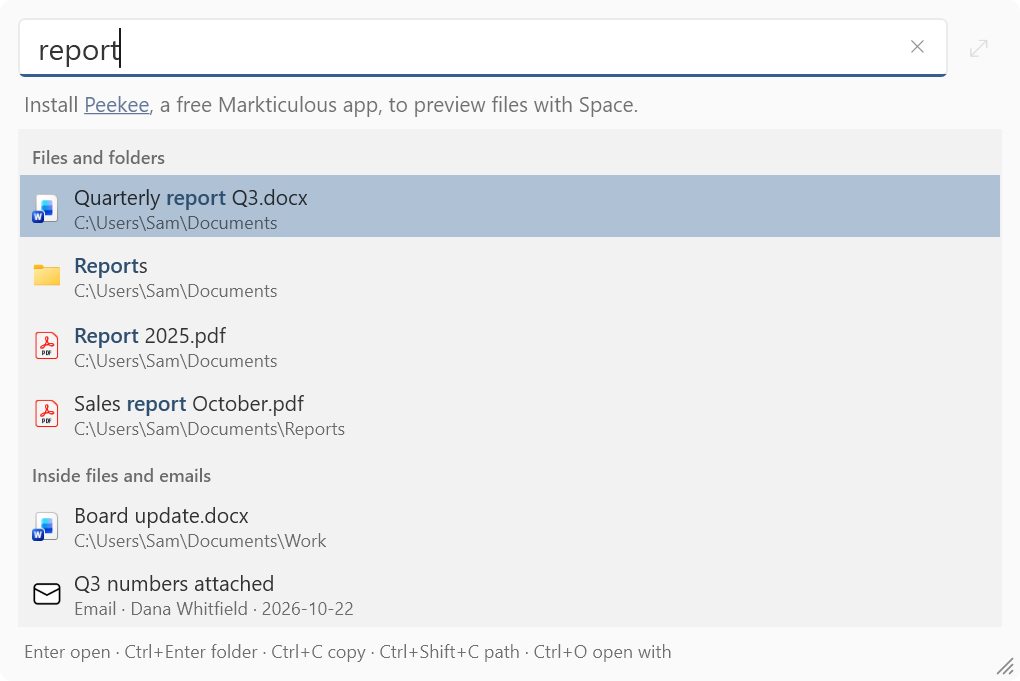 report
Install Peekee, a free Markticulous app, to preview files with Space.
Files and folders
Quarterly report Q3.docx
C:\Users\Sam\Documents
Reports
C:\Users\Sam\Documents
Report 2025.pdf
C:\Users\Sam\Documents
Sales report October.pdf
C:\Users\Sam\Documents\Reports
Inside files and emails
Board update.docx
C:\Users\Sam\Documents\Work
Q3 numbers attached
Email · Dana Whitfield · 2026-10-22
Enter open · Ctrl+Enter folder · Ctrl+C copy · Ctrl+Shift+C path · Ctrl+O open with